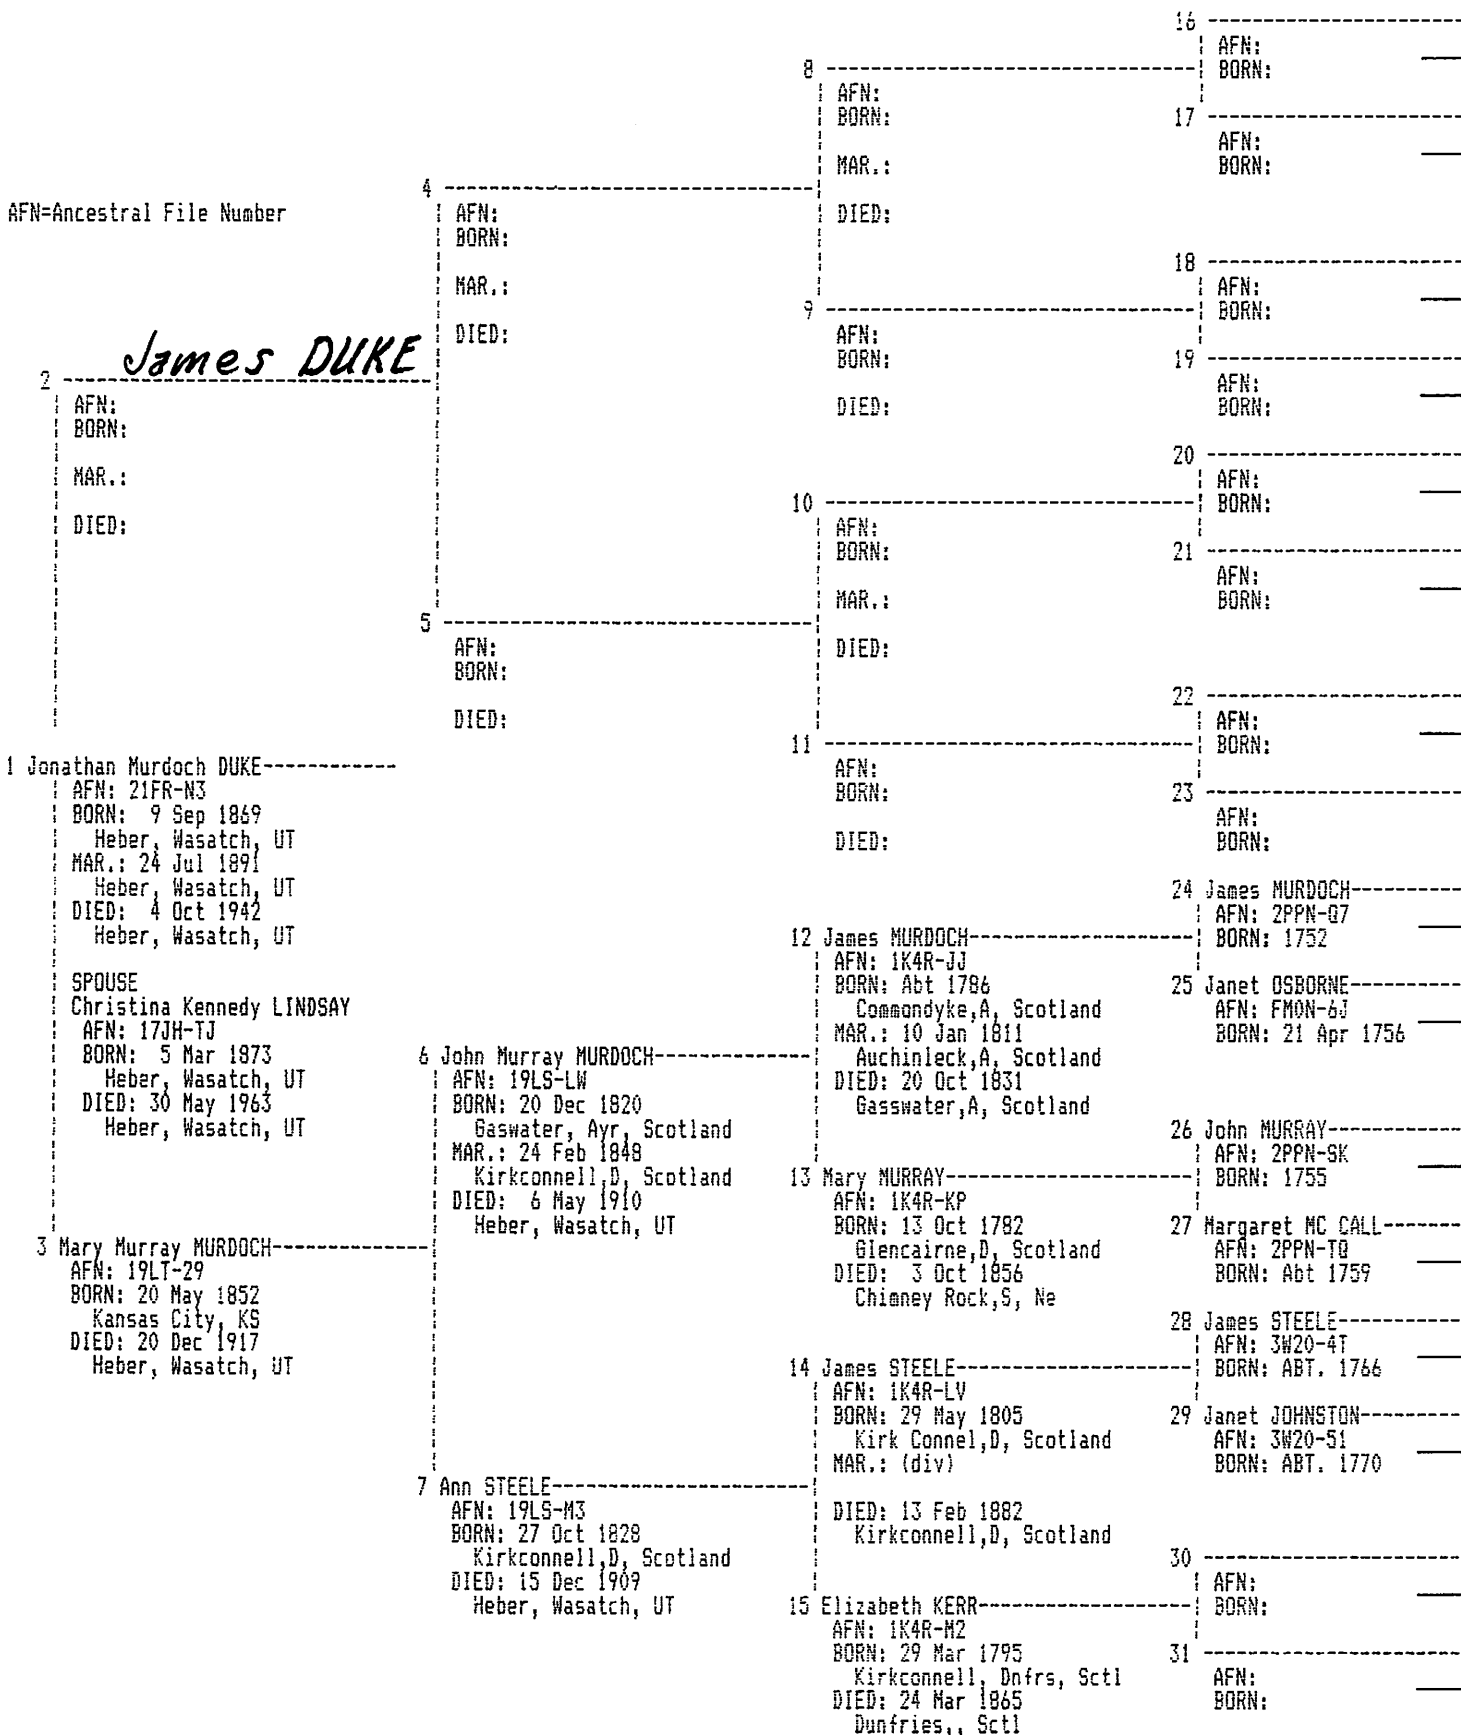 AFN=Ancestral File Number
1 Jonathan Murdoch DUKE
AFN: 21FR-N3
BORN: 9 Sep 1869
Heber, Wasatch, UT
MAR.: 24 Jul 1891
Heber, Wasatch, UT
DIED: 4 Oct 1942
Heber, Wasatch, UT
SPOUSE
Christina Kennedy LINDSAY
AFN: 17JH-TJ
BORN: 5 Mar 1873
Heber, Wasatch, UT
DIED: 30 May 1963
Heber, Wasatch, UT
2 James DUKE
AFN:
BORN:
MAR.:
DIED:
3 Mary Murray MURDOCH
AFN: 19LT-29
BORN: 20 May 1852
Kansas City, KS
DIED: 20 Dec 1917
Heber, Wasatch, UT
4
AFN:
BORN:
MAR.:
DIED:
5
AFN:
BORN:
DIED:
6 John Murray MURDOCH
AFN: 19LS-LW
BORN: 20 Dec 1820
Gaswater, Ayr, Scotland
MAR.: 24 Feb 1848
Kirkconnell,D, Scotland
DIED: 6 May 1910
Heber, Wasatch, UT
7 Ann STEELE
AFN: 19LS-M3
BORN: 27 Oct 1828
Kirkconnell,D, Scotland
DIED: 15 Dec 1909
Heber, Wasatch, UT
8
AFN:
BORN:
MAR.:
DIED:
9
AFN:
BORN:
DIED:
10
AFN:
BORN:
MAR.:
DIED:
11
AFN:
BORN:
DIED:
12 James MURDOCH
AFN: 1K4R-JJ
BORN: Abt 1786
Commondyke,A, Scotland
MAR.: 10 Jan 1811
Auchinleck,A, Scotland
DIED: 20 Oct 1831
Gasswater,A, Scotland
13 Mary MURRAY
AFN: 1K4R-KP
BORN: 13 Oct 1782
Glencairne,D, Scotland
DIED: 3 Oct 1856
Chimney Rock,S, Ne
14 James STEELE
AFN: 1K4R-LV
BORN: 29 May 1805
Kirk Connel,D, Scotland
MAR.: (div)
DIED: 13 Feb 1882
Kirkconnell,D, Scotland
15 Elizabeth KERR
AFN: 1K4R-M2
BORN: 29 Mar 1795
Kirkconnell, Dnfrs, Sctl
DIED: 24 Mar 1865
Dunfries,, Sctl
16
AFN:
BORN:
17
AFN:
BORN:
18
AFN:
BORN:
19
AFN:
BORN:
20
AFN:
BORN:
21
AFN:
BORN:
22
AFN:
BORN:
23
AFN:
BORN:
24 James MURDOCH
AFN: 2PPN-Q7
BORN: 1752
25 Janet OSBORNE
AFN: FMON-6J
BORN: 21 Apr 1756
26 John MURRAY
AFN: 2PPN-SK
BORN: 1755
27 Margaret MC CALL
AFN: 2PPN-TQ
BORN: Abt 1759
28 James STEELE
AFN: 3W20-4T
BORN: ABT. 1766
29 Janet JOHNSTON
AFN: 3W20-51
BORN: ABT. 1770
30
AFN:
BORN:
31
AFN:
BORN: